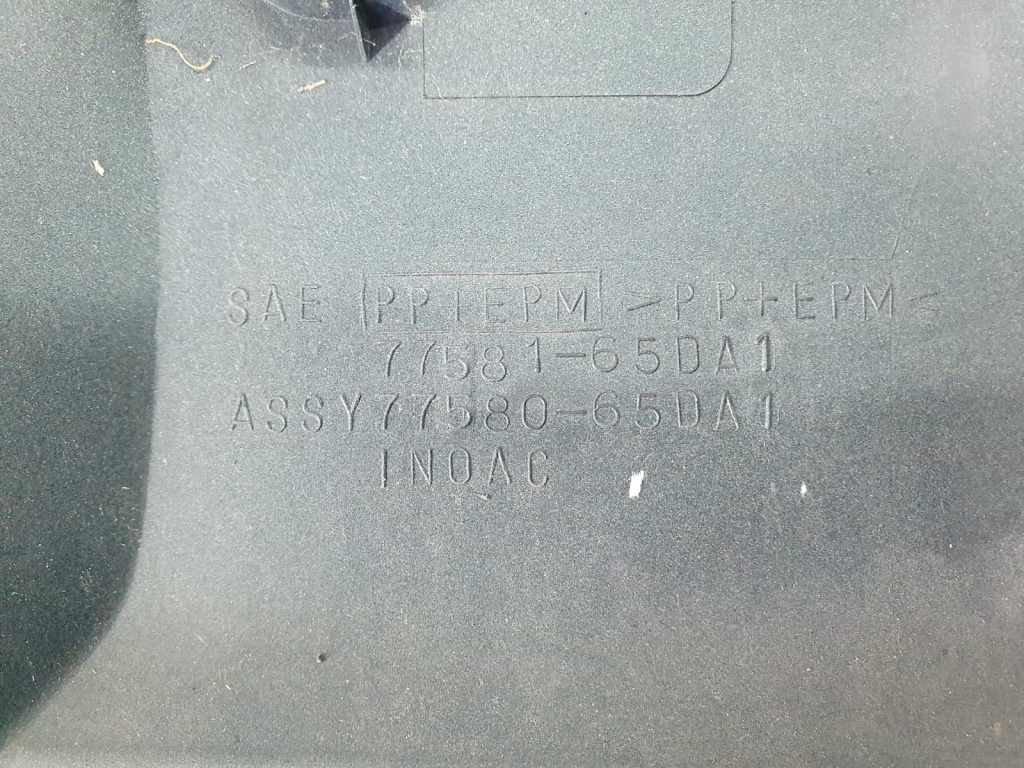 SAE PP+EPM >PP+EPM<
77581-65DA1
ASSY77580-65DA1
INOAC